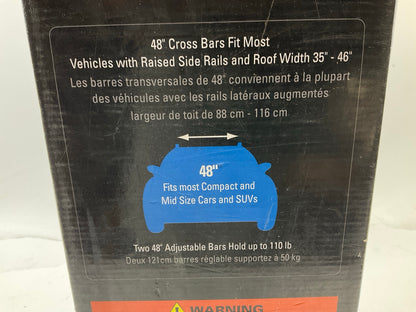 48" Cross Bars Fit Most
Vehicles with Raised Side Rails and Roof Width 35" - 46"
Les barres transversales de 48" conviennent à la plupart
des véhicules avec les rails latéraux augmentés
largeur de toit de 88 cm - 116 cm
48"
Fits most Compact and
Mid Size Cars and SUVs
Two 48" Adjustable Bars Hold up to 110 lb
Deux 121cm barres réglable supportez à 50 kg
WARNING